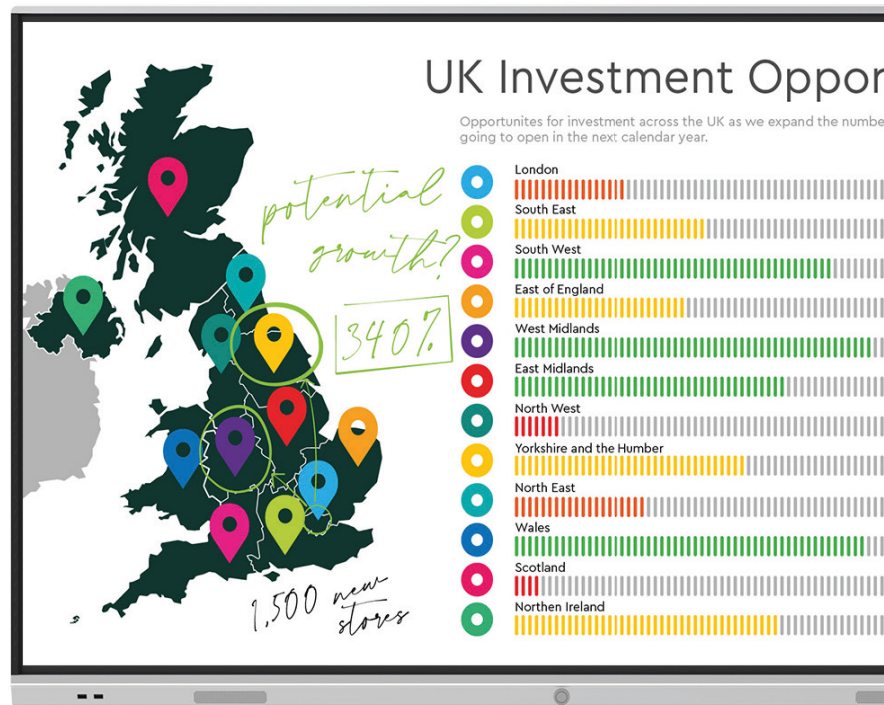 UK Investment Oppor
Opportunites for investment across the UK as we expand the numbe
going to open in the next calendar year.
potential
growth?
340%
1,500 new
stores
London
South East
South West
East of England
West Midlands
East Midlands
North West
Yorkshire and the Humber
North East
Wales
Scotland
Northen Ireland